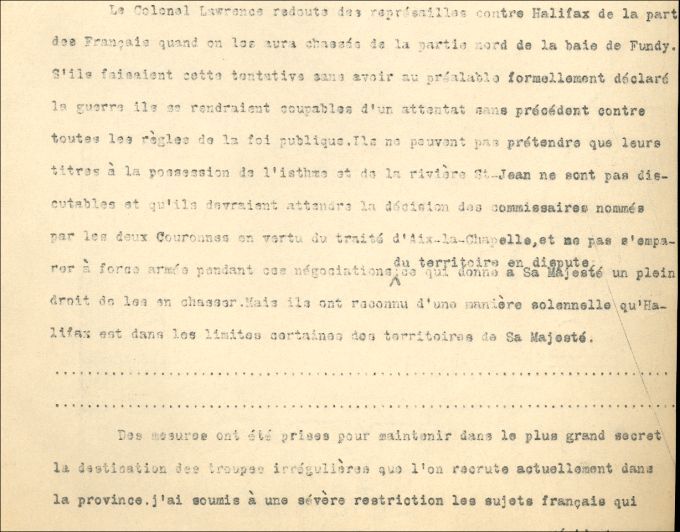 Le Colonel Lawrence redoute des représailles contre Halifax de la part
des Français quand on les aura chassés de la partie nord de la baie de Fundy.
S'ils faisaient cette tentative sans avoir au préalable formellement déclaré
la guerre ils se rendraient coupables d'un attentat sans précédent contre
toutes les règles de la foi publique.Ils ne peuvent pas prétendre que leurs
titres à la possession de l'isthme et de la rivière St-Jean ne sont pas dis-
cutables et qu'ils devraient attendre la décision des commissaires nommés
par les deux Couronnes en vertu du traité d'Aix-la-Chapelle,et ne pas s'empa-
du territoire en dispute,
rer à force armée pendant ces négociations;ce qui donne à Sa Majesté un plein
droit de les en chasser.Mais ils ont reconnu d'une manière solennelle qu'Ha-
lifax est dans les limites certaines des territoires de Sa Majesté.
................................................................
................................................................
Des mesures ont été prises pour maintenir dans le plus grand secret
la destination des troupes irrégulières que l'on recrute actuellement dans
la province.j'ai soumis à une sévère restriction les sujets français qui